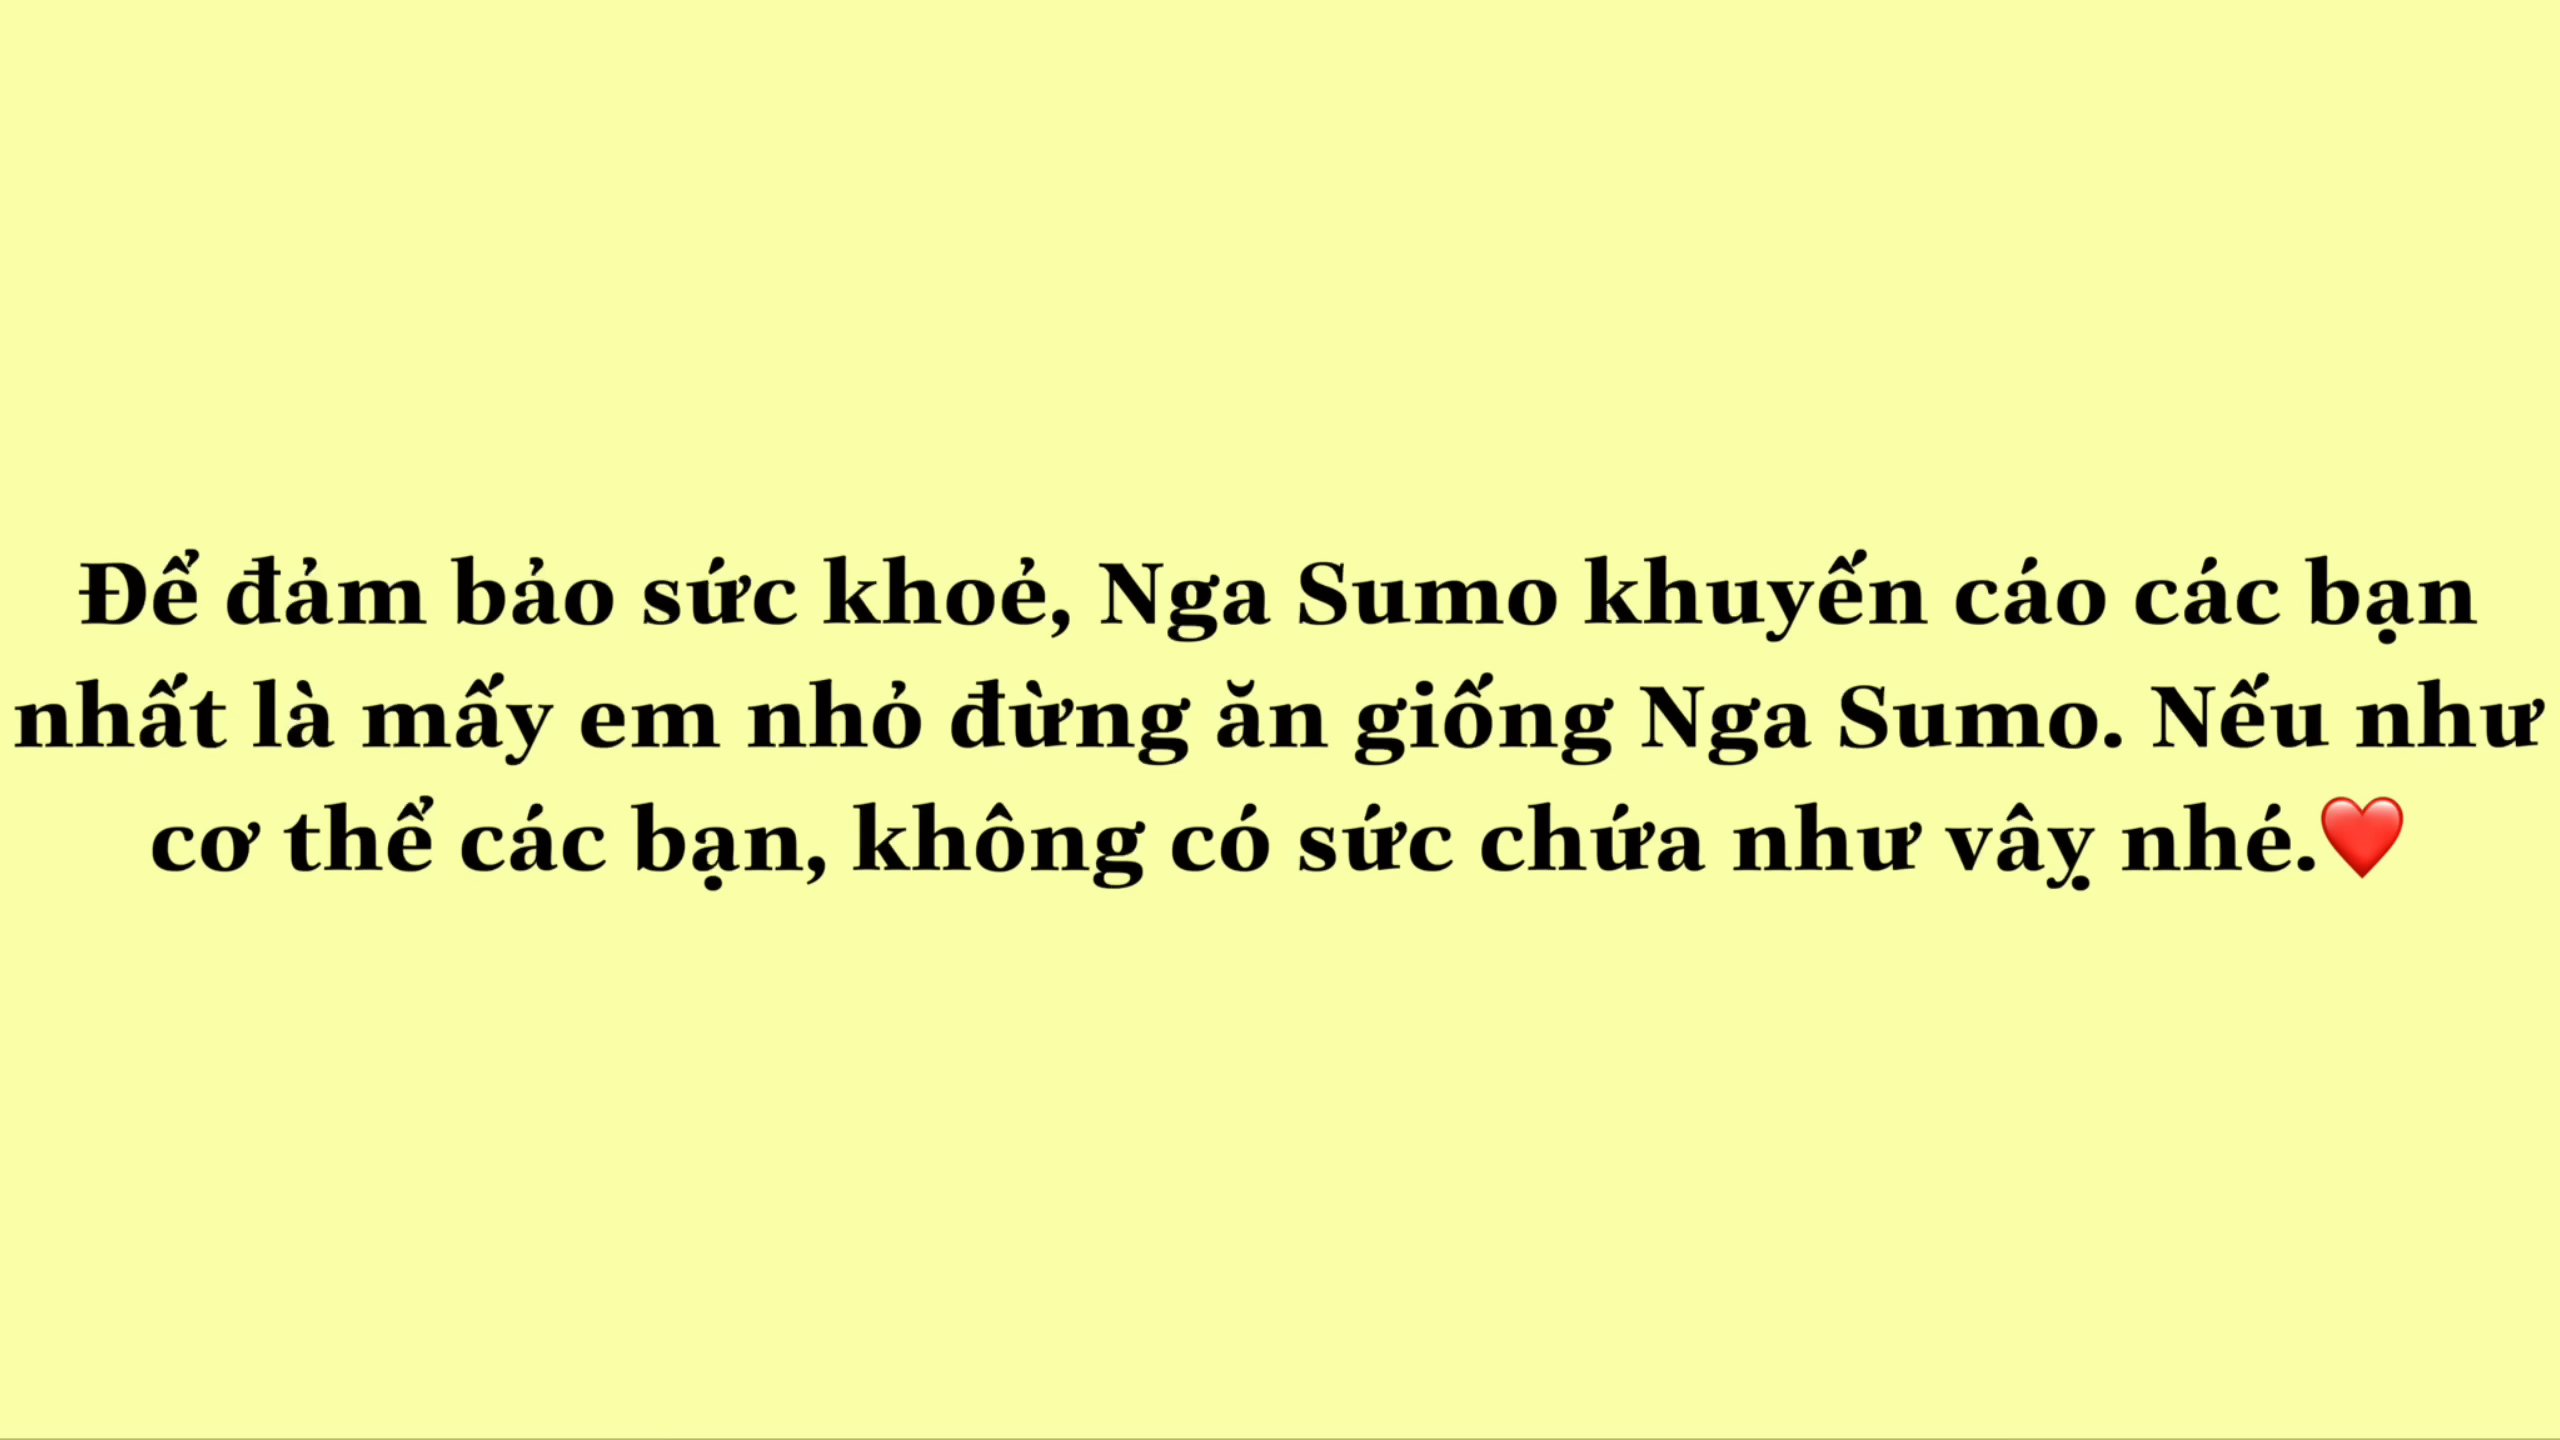 Để đảm bảo sức khoẻ, Nga Sumo khuyến cáo các bạn
nhất là mấy em nhỏ đừng ăn giống Nga Sumo. Nếu như
cơ thể các bạn, không có sức chứa như vâỵ nhé.❤️